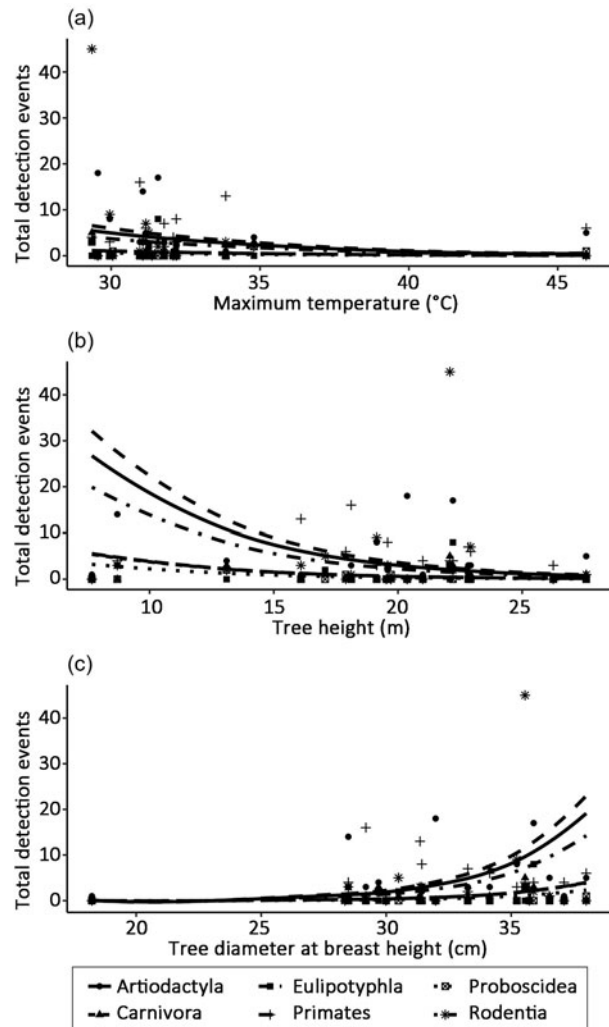 (a)
Total detection events
40
30
20
10
0
30
35
40
45
Maximum temperature (°C)
(b)
Total detection events
40
30
20
10
0
10
15
20
25
Tree height (m)
(c)
Total detection events
40
30
20
10
0
20
25
30
35
Tree diameter at breast height (cm)
Artiodactyla Eulipotyphla Proboscidea
Carnivora Primates Rodentia